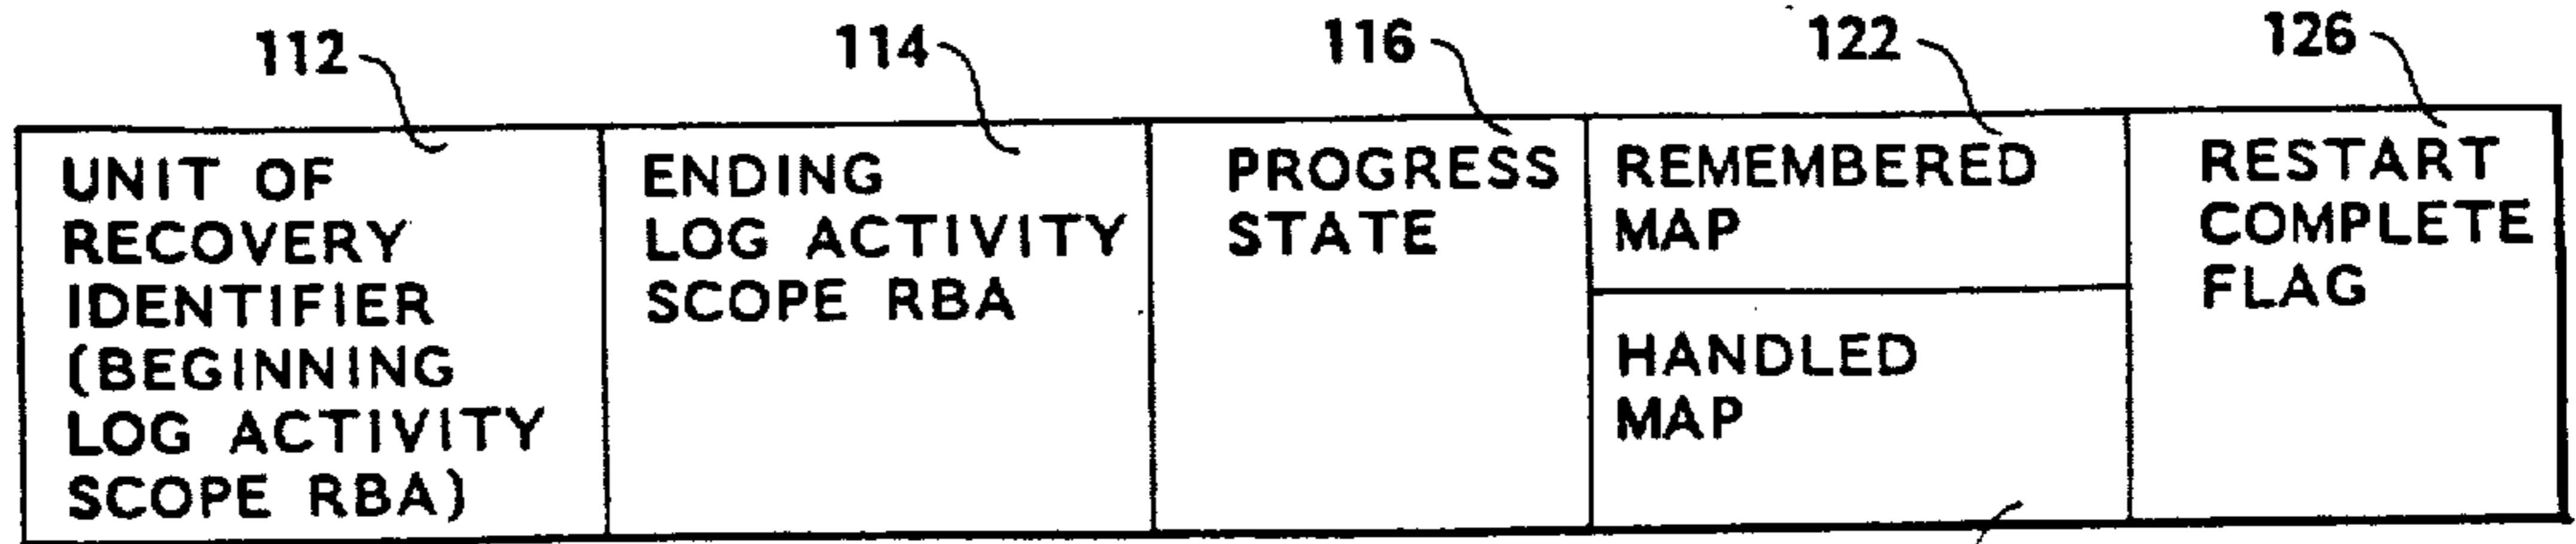 112
114
116
122
126
UNIT OF
RECOVERY
IDENTIFIER
(BEGINNING
LOG ACTIVITY
SCOPE RBA)
ENDING
LOG ACTIVITY
SCOPE RBA
PROGRESS
STATE
REMEMBERED
MAP
HANDLED
MAP
RESTART
COMPLETE
FLAG